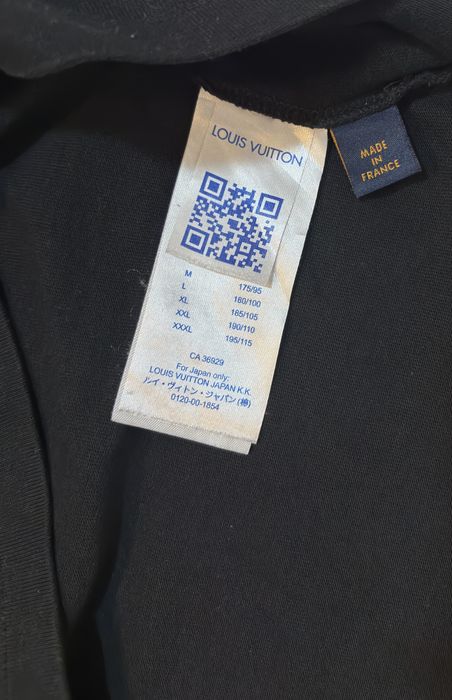 LOUIS VUITTON
M 175/95
L 180/100
XL 185/105
XXL 190/110
XXXL 195/115
CA 36929
For Japan only:
LOUIS VUITTON JAPAN K.K.
ルイ・ヴィトン・ジャパン(株)
0120-00-1854
MADE
IN
FRANCE